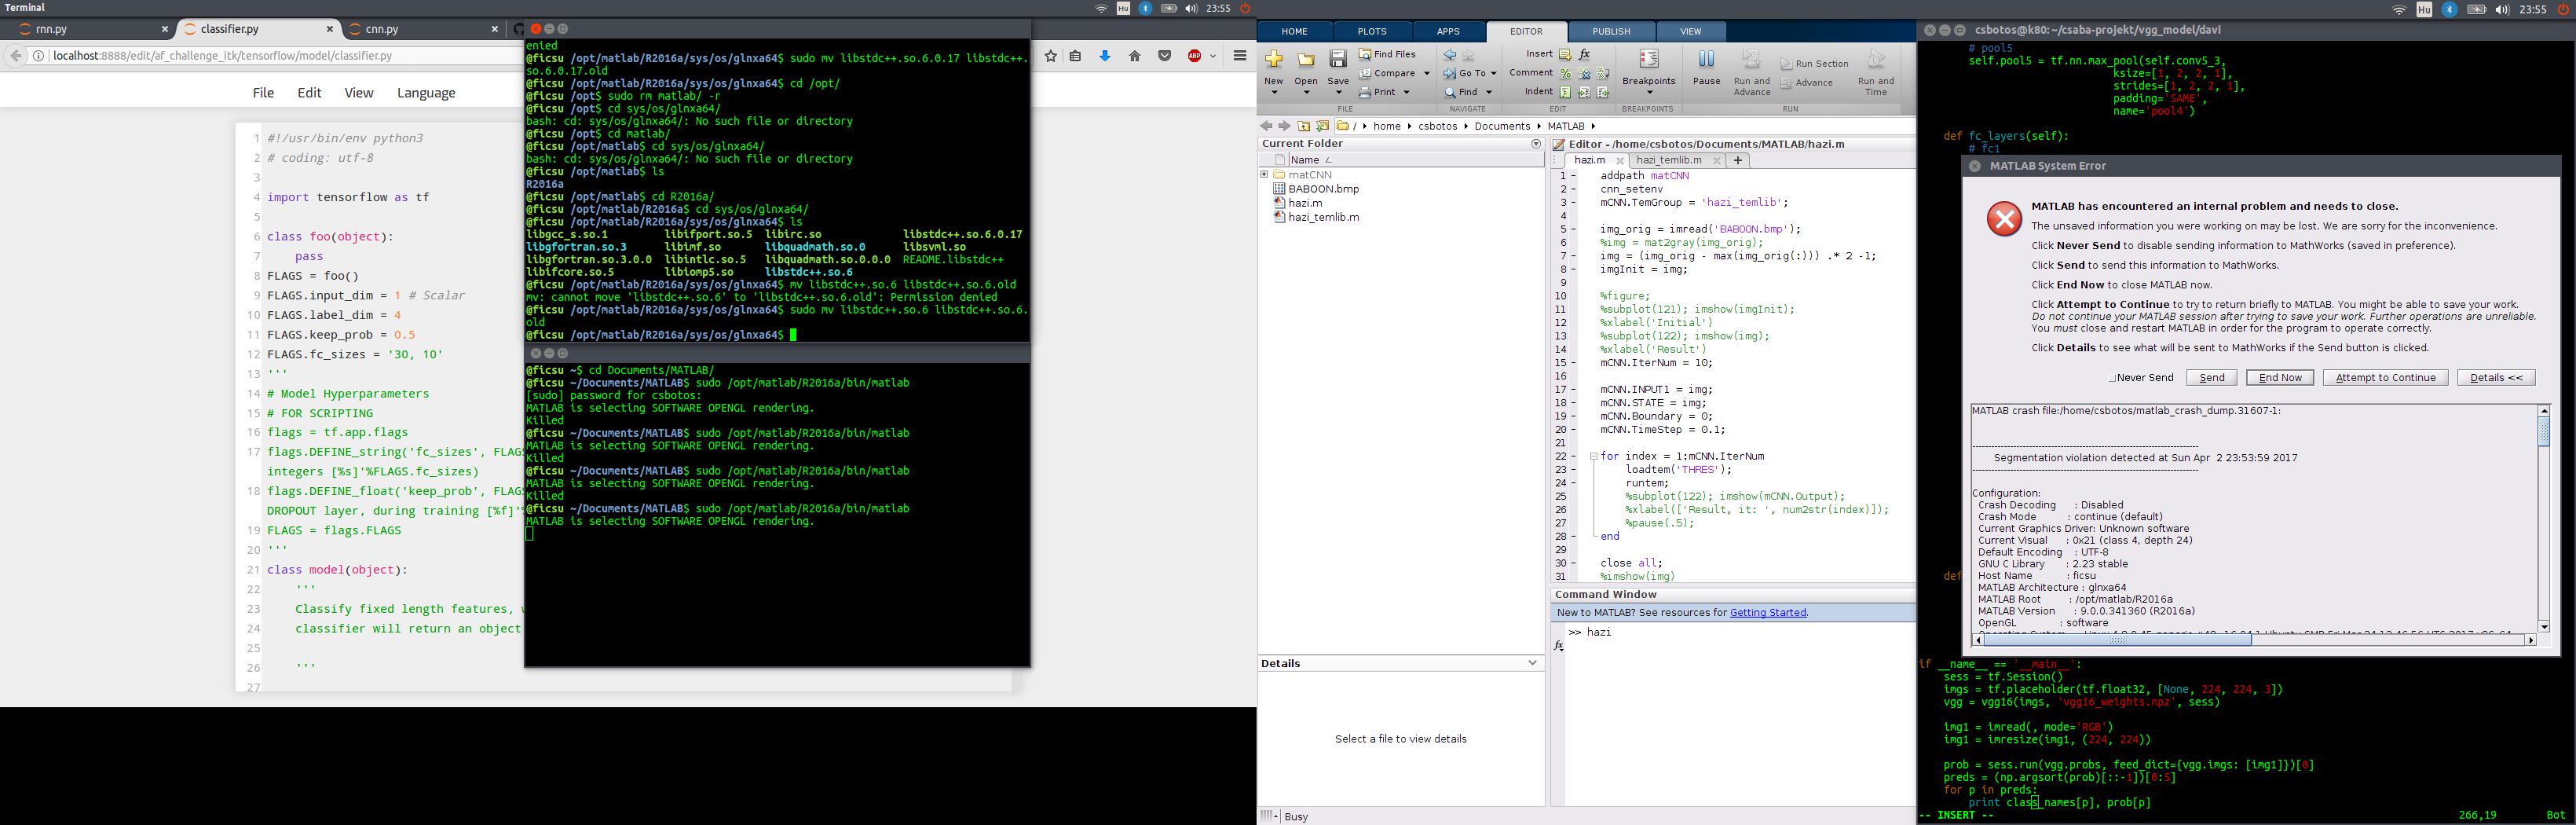 Terminal
Hu
23:55
rnn.py
classifier.py
cnn.py
localhost:8888/edit/af_challenge_itk/tensorflow/model/classifier.py
ABP
File Edit View Language
1 #!/usr/bin/env python3
2 # coding: utf-8
3
4 import tensorflow as tf
5
6 class foo(object):
7 pass
8 FLAGS = foo()
9 FLAGS.input_dim = 1 # Scalar
10 FLAGS.label_dim = 4
11 FLAGS.keep_prob = 0.5
12 FLAGS.fc_sizes = '30, 10'
13 '''
14 # Model Hyperparameters
15 # FOR SCRIPTING
16 flags = tf.app.flags
17 flags.DEFINE_string('fc_sizes', FLAGS
integers [%s]'%FLAGS.fc_sizes)
18 flags.DEFINE_float('keep_prob', FLAGS
DROPOUT layer, during training [%f]'%
19 FLAGS = flags.FLAGS
20 '''
21 class model(object):
22 '''
23 Classify fixed length features,
24 classifier will return an object
25
26 '''
27
enied
@ficsu /opt/matlab/R2016a/sys/os/glnxa64$ sudo mv libstdc++.so.6.0.17 libstdc++.
so.6.0.17.old
@ficsu /opt/matlab/R2016a/sys/os/glnxa64$ cd /opt/
@ficsu /opt$ sudo rm matlab/ -r
@ficsu /opt$ cd sys/os/glnxa64/
bash: cd: sys/os/glnxa64/: No such file or directory
@ficsu /opt$ cd matlab/
@ficsu /opt/matlab$ cd sys/os/glnxa64/
bash: cd: sys/os/glnxa64/: No such file or directory
@ficsu /opt/matlab$ ls
R2016a
@ficsu /opt/matlab$ cd R2016a/
@ficsu /opt/matlab/R2016a$ cd sys/os/glnxa64/
@ficsu /opt/matlab/R2016a/sys/os/glnxa64$ ls
libgcc_s.so.1 libifport.so.5 libirc.so libstdc++.so.6.0.17
libgfortran.so.3 libimf.so libquadmath.so.0 libsvml.so
libgfortran.so.3.0.0 libintlc.so.5 libquadmath.so.0.0.0 README.libstdc++
libifcore.so.5 libiomp5.so libstdc++.so.6
@ficsu /opt/matlab/R2016a/sys/os/glnxa64$ mv libstdc++.so.6 libstdc++.so.6.old
mv: cannot move 'libstdc++.so.6' to 'libstdc++.so.6.old': Permission denied
@ficsu /opt/matlab/R2016a/sys/os/glnxa64$ sudo mv libstdc++.so.6 libstdc++.so.6.
old
@ficsu /opt/matlab/R2016a/sys/os/glnxa64$
@ficsu ~$ cd Documents/MATLAB/
@ficsu ~/Documents/MATLAB$ sudo /opt/matlab/R2016a/bin/matlab
[sudo] password for csbotos:
MATLAB is selecting SOFTWARE OPENGL rendering.
Killed
@ficsu ~/Documents/MATLAB$ sudo /opt/matlab/R2016a/bin/matlab
MATLAB is selecting SOFTWARE OPENGL rendering.
Killed
@ficsu ~/Documents/MATLAB$ sudo /opt/matlab/R2016a/bin/matlab
MATLAB is selecting SOFTWARE OPENGL rendering.
Killed
@ficsu ~/Documents/MATLAB$ sudo /opt/matlab/R2016a/bin/matlab
MATLAB is selecting SOFTWARE OPENGL rendering.
Hu
23:55
HOME PLOTS APPS EDITOR PUBLISH VIEW
New Open Save
Find Files
Compare
Print
Go To
Find
Insert
Comment
Indent
Breakpoints
Pause
Run and Advance
Run Section
Advance
Run and Time
FILE NAVIGATE EDIT BREAKPOINTS RUN
/ home csbotos Documents MATLAB
Current Folder
Name
matCNN
BABOON.bmp
hazi.m
hazi_temlib.m
Details
Select a file to view details
Editor - /home/csbotos/Documents/MATLAB/hazi.m
hazi.m hazi_temlib.m
1 addpath matCNN
2 cnn_setenv
3 mCNN.TemGroup = 'hazi_temlib';
4
5 img_orig = imread('BABOON.bmp');
6 %img = mat2gray(img_orig);
7 img = (img_orig - max(img_orig(:))) .* 2 -1;
8 imgInit = img;
9
10 %figure;
11 %subplot(121); imshow(imgInit);
12 %xlabel('Initial')
13 %subplot(122); imshow(img);
14 %xlabel('Result')
15 mCNN.IterNum = 10;
16
17 mCNN.INPUT1 = img;
18 mCNN.STATE = img;
19 mCNN.Boundary = 0;
20 mCNN.TimeStep = 0.1;
21
22 for index = 1:mCNN.IterNum
23 loadtem('THRES');
24 runtem;
25 %subplot(122); imshow(mCNN.Output);
26 %xlabel(['Result, it: ', num2str(index)]);
27 %pause(.5);
28 end
29
30 close all;
31 %imshow(img)
Command Window
New to MATLAB? See resources for Getting Started.
>> hazi
fx
Busy
csbotos@k80:~/csaba-projekt/vgg_model/davi
# pool5
self.pool5 = tf.nn.max_pool(self.conv5_3,
ksize=[1, 2, 2, 1],
strides=[1, 2, 2, 1],
padding='SAME',
name='pool4')
def fc_layers(self):
# fc1
MATLAB System Error
MATLAB has encountered an internal problem and needs to close.
The unsaved information you were working on may be lost. We are sorry for the inconvenience.
Click Never Send to disable sending information to MathWorks (saved in preference).
Click Send to send this information to MathWorks.
Click End Now to close MATLAB now.
Click Attempt to Continue to try to return briefly to MATLAB. You might be able to save your work.
Do not continue your MATLAB session after trying to save your work. Further operations are unreliable.
You must close and restart MATLAB in order for the program to operate correctly.
Click Details to see what will be sent to MathWorks if the Send button is clicked.
Never Send Send End Now Attempt to Continue Details <<
MATLAB crash file:/home/csbotos/matlab_crash_dump.31607-1:
Segmentation violation detected at Sun Apr 2 23:53:59 2017
Configuration:
Crash Decoding : Disabled
Crash Mode : continue (default)
Current Graphics Driver: Unknown software
Current Visual : 0x21 (class 4, depth 24)
Default Encoding : UTF-8
GNU C Library : 2.23 stable
Host Name : ficsu
MATLAB Architecture : glnxa64
MATLAB Root : /opt/matlab/R2016a
MATLAB Version : 9.0.0.341360 (R2016a)
OpenGL : software
def
if __name__ == '__main__':
sess = tf.Session()
imgs = tf.placeholder(tf.float32, [None, 224, 224, 3])
vgg = vgg16(imgs, 'vgg16_weights.npz', sess)
img1 = imread(, mode='RGB')
img1 = imresize(img1, (224, 224))
prob = sess.run(vgg.probs, feed_dict={vgg.imgs: [img1]})[0]
preds = (np.argsort(prob)[::-1])[0:5]
for p in preds:
print class_names[p], prob[p]
-- INSERT -- 266,19 Bot